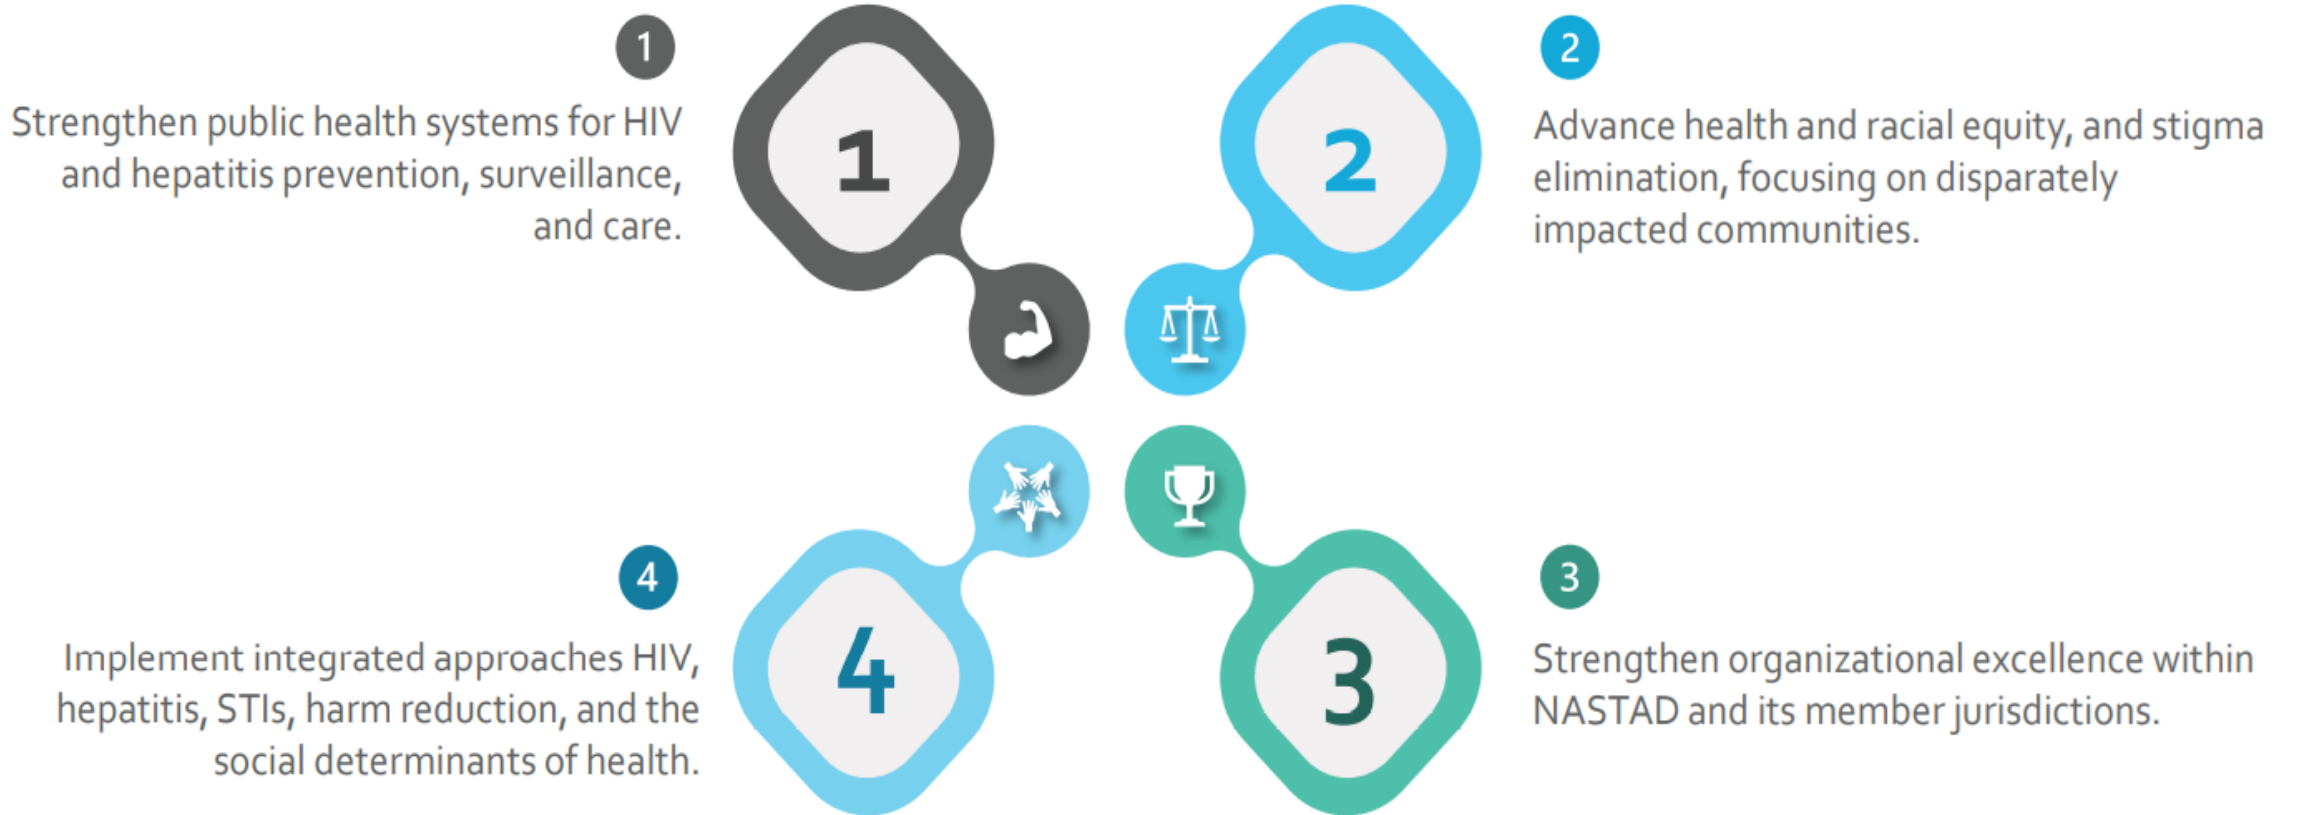 1
Strengthen public health systems for HIV
and hepatitis prevention, surveillance,
and care.
1
2
2
Advance health and racial equity, and stigma
elimination, focusing on disparately
impacted communities.
3
3
Strengthen organizational excellence within
NASTAD and its member jurisdictions.
4
Implement integrated approaches HIV,
hepatitis, STIs, harm reduction, and the
social determinants of health.
4